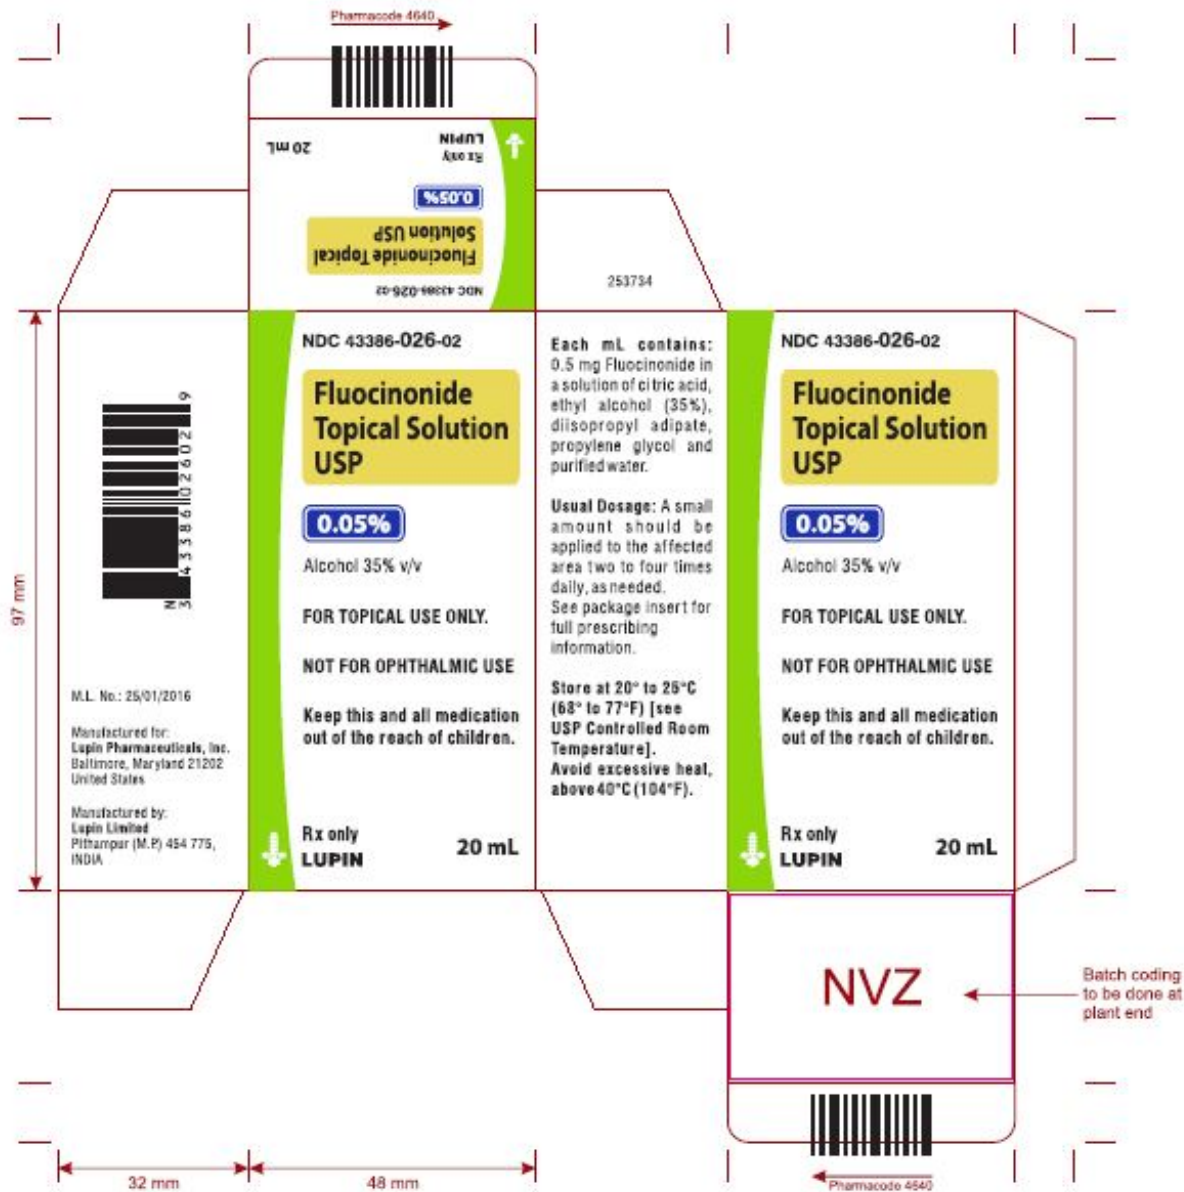 Pharmacode 4640
20 mL
Rx only
LUPIN
0.05%
Fluocinonide Topical
Solution USP
NDC 43386-026-02
253734
97 mm
N
3 43386 02602 9
M.L. No.: 25/01/2016
Manufactured for:
Lupin Pharmaceuticals, Inc.
Baltimore, Maryland 21202
United States
Manufactured by:
Lupin Limited
Pithampur (M.P.) 454 775,
INDIA
NDC 43386-026-02
Fluocinonide
Topical Solution
USP
0.05%
Alcohol 35% v/v
FOR TOPICAL USE ONLY.
NOT FOR OPHTHALMIC USE
Keep this and all medication
out of the reach of children.
Rx only
LUPIN
20 mL
Each mL contains:
0.5 mg Fluocinonide in
a solution of citric acid,
ethyl alcohol (35%),
diisopropyl adipate,
propylene glycol and
purified water.
Usual Dosage: A small
amount should be
applied to the affected
area two to four times
daily, as needed.
See package insert for
full prescribing
information.
Store at 20° to 25°C
(68° to 77°F) [see
USP Controlled Room
Temperature].
Avoid excessive heat,
above 40°C (104°F).
NDC 43386-026-02
Fluocinonide
Topical Solution
USP
0.05%
Alcohol 35% v/v
FOR TOPICAL USE ONLY.
NOT FOR OPHTHALMIC USE
Keep this and all medication
out of the reach of children.
Rx only
LUPIN
20 mL
NVZ
Batch coding
to be done at
plant end
32 mm
48 mm
Pharmacode 4640